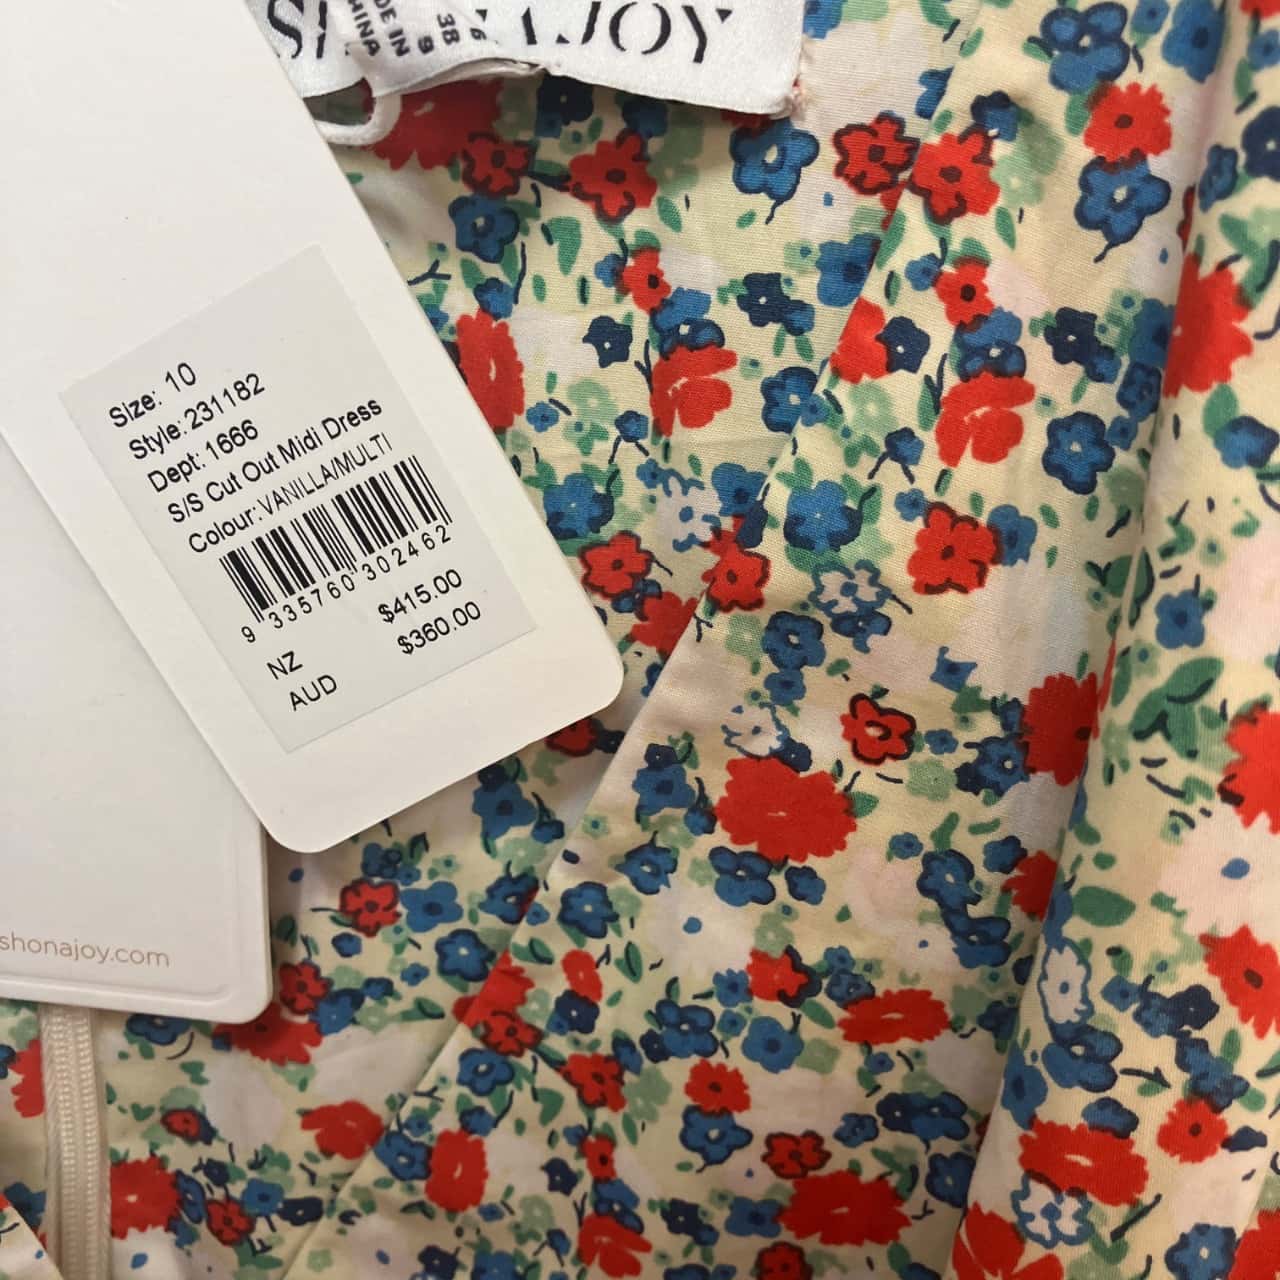 JOY
DE IN
HINA
38
Size: 10
Style: 231182
Dept: 1666
S/S Cut Out Midi Dress
Colour: VANILLA/MULTI
9 335760 302462
NZ $415.00
AUD $360.00
shonajoy.com